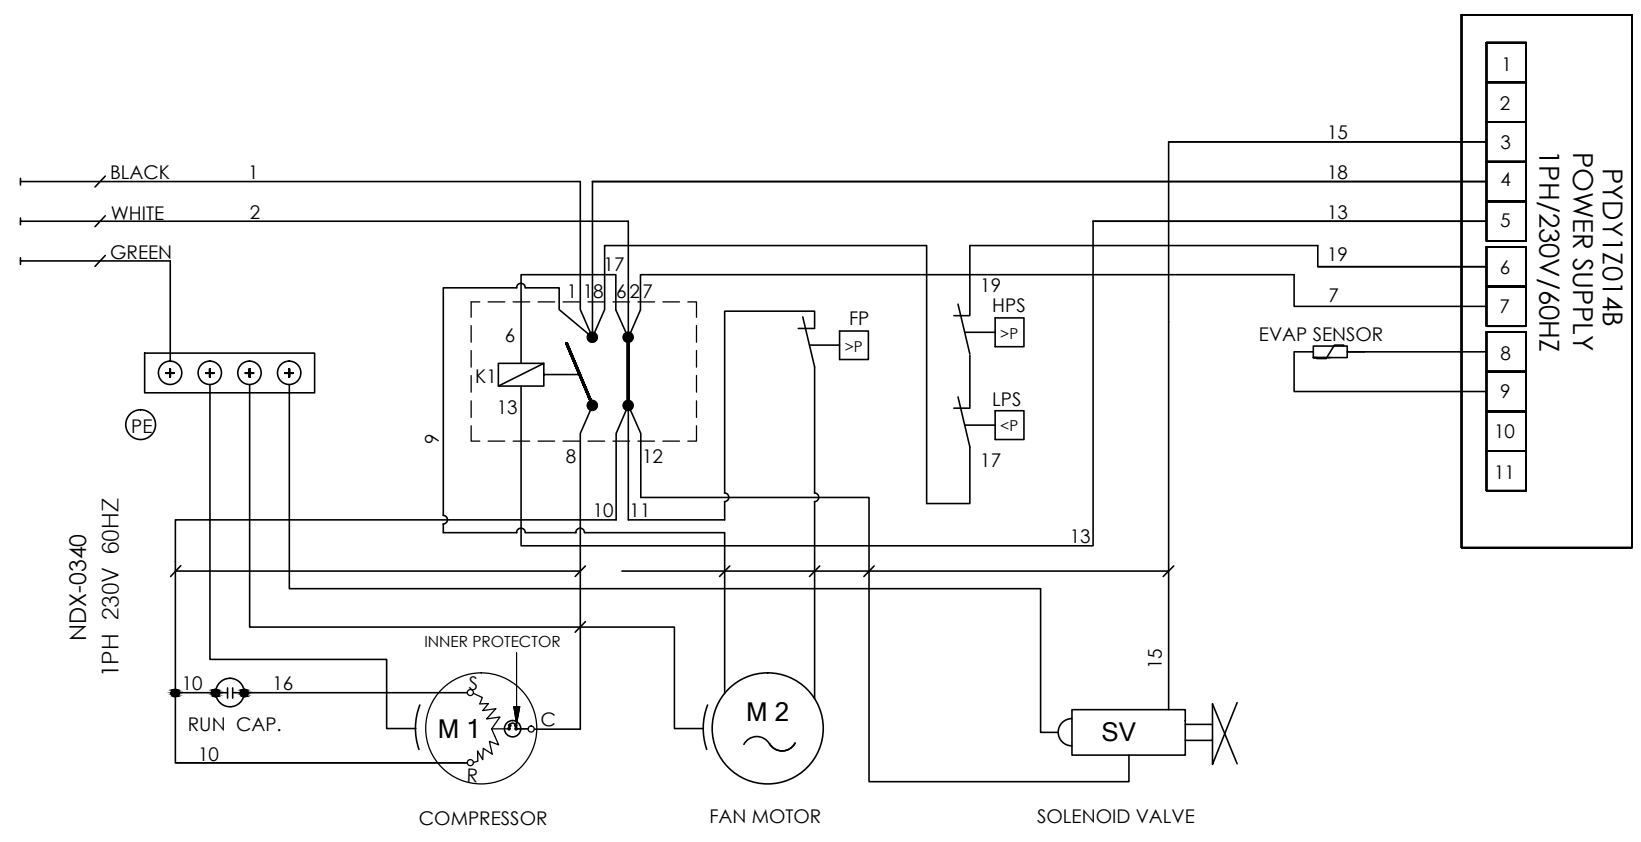 BLACK 1
WHITE 2
GREEN
15
18
13
19
7
1
2
3
4
5
6
7
8
9
10
11
PYDY1Z014B
POWER SUPPLY
1PH/230V/60HZ
17
1 18 6 2 7
6
K1
13
8
12
10
11
9
FP
>P
19
HPS
>P
LPS
<P
17
EVAP SENSOR
PE
NDX-0340
1PH 230V 60HZ
13
15
INNER PROTECTOR
10
16
RUN CAP.
10
S
M 1
C
R
M 2
SV
COMPRESSOR
FAN MOTOR
SOLENOID VALVE